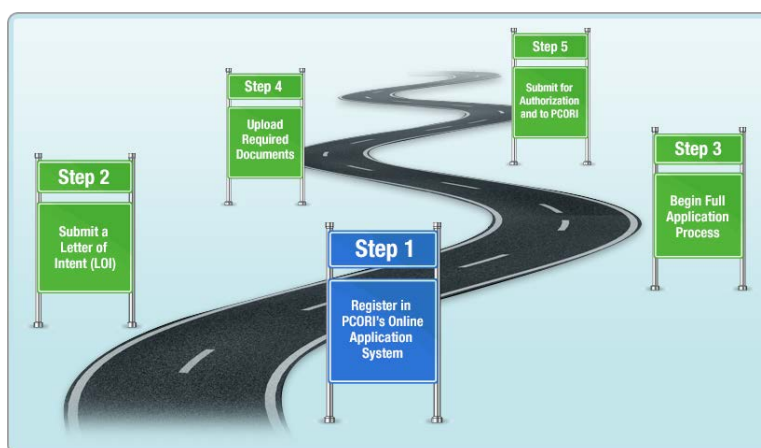 Step 1
Register in
PCORI's Online
Application
System
Step 2
Submit a
Letter of
Intent (LOI)
Step 3
Begin Full
Application
Process
Step 4
Upload
Required
Documents
Step 5
Submit for
Authorization
and to PCORI